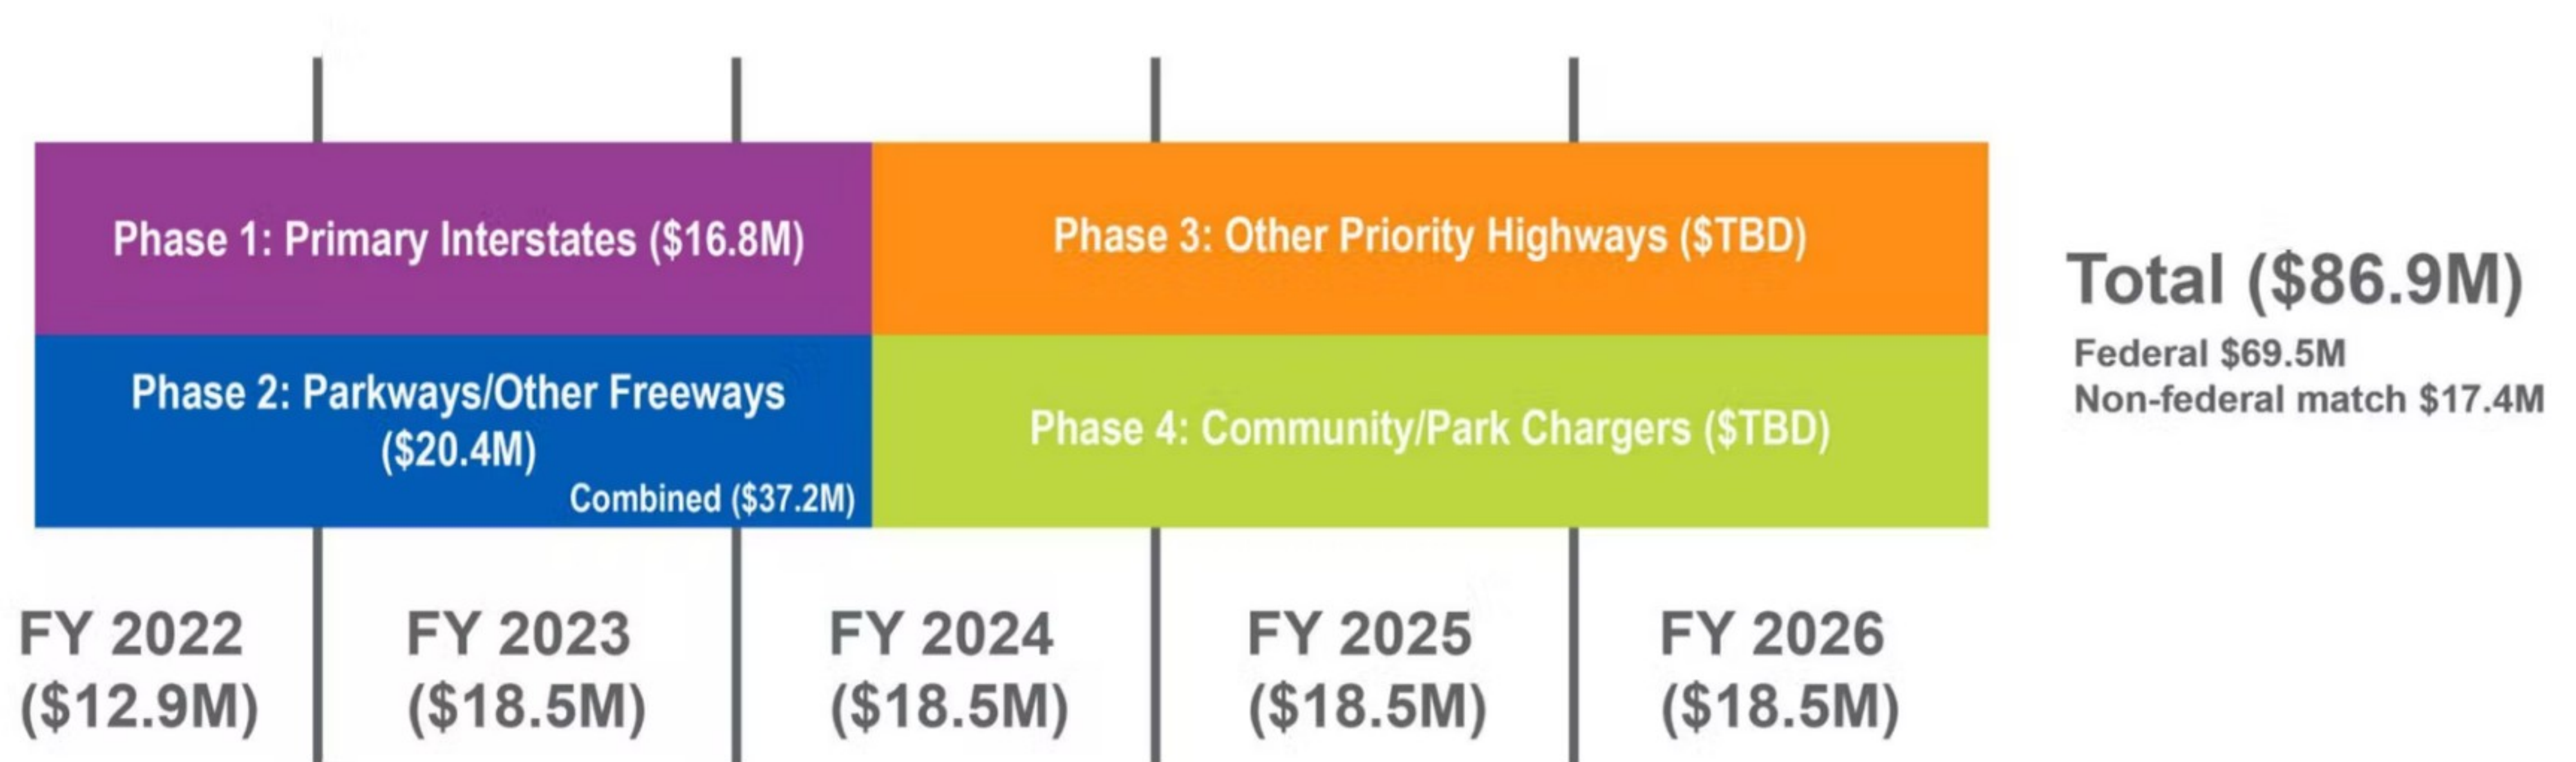 Phase 1: Primary Interstates ($16.8M)
Phase 3: Other Priority Highways ($TBD)
Phase 2: Parkways/Other Freeways
($20.4M)
Combined ($37.2M)
Phase 4: Community/Park Chargers ($TBD)
Total ($86.9M)
Federal $69.5M
Non-federal match $17.4M
FY 2022
($12.9M)
FY 2023
($18.5M)
FY 2024
($18.5M)
FY 2025
($18.5M)
FY 2026
($18.5M)